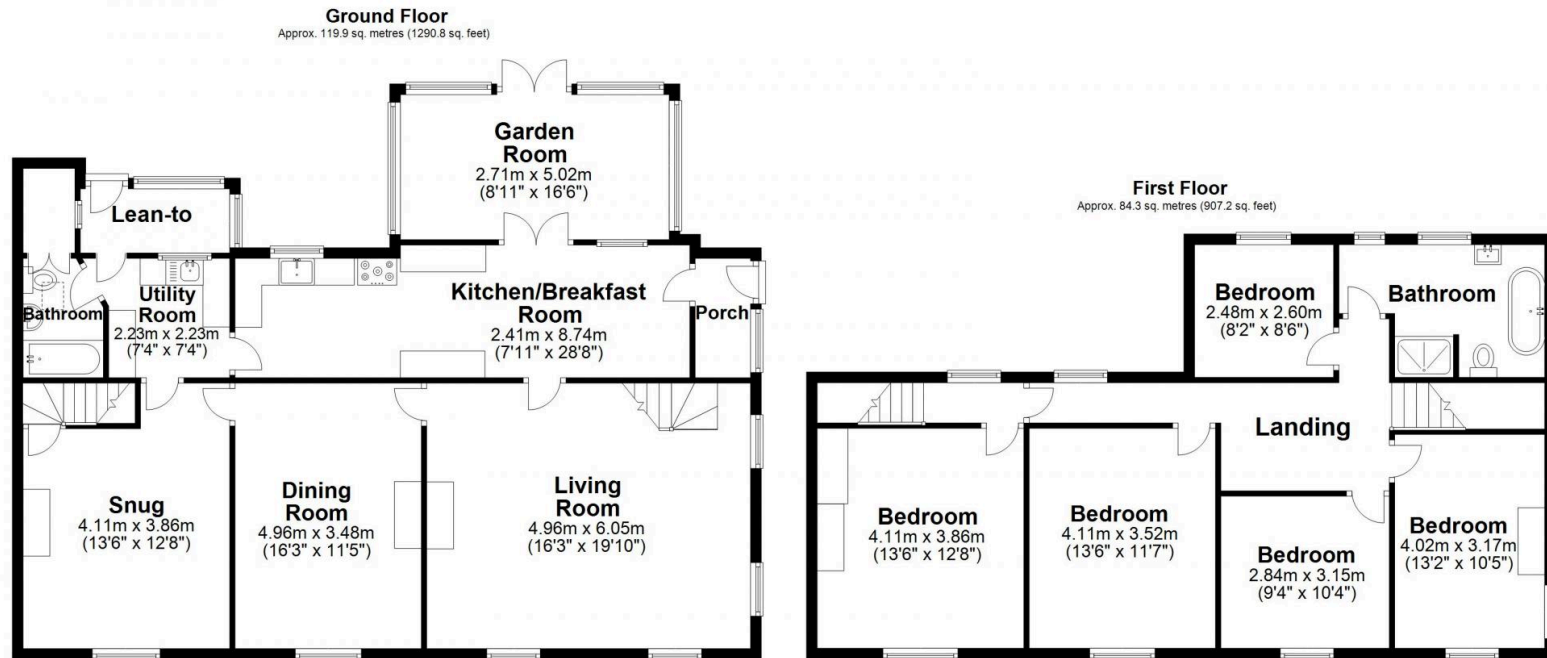 Ground Floor
Approx. 119.9 sq. metres (1290.8 sq. feet)
Garden
Room
2.71m x 5.02m
(8'11" x 16'6")
Lean-to
Bathroom
Utility
Room
2.23m x 2.23m
(7'4" x 7'4")
Kitchen/Breakfast
Room
2.41m x 8.74m
(7'11" x 28'8")
Porch
Snug
4.11m x 3.86m
(13'6" x 12'8")
Dining
Room
4.96m x 3.48m
(16'3" x 11'5")
Living
Room
4.96m x 6.05m
(16'3" x 19'10")
First Floor
Approx. 84.3 sq. metres (907.2 sq. feet)
Bedroom
2.48m x 2.60m
(8'2" x 8'6")
Bathroom
Landing
Bedroom
4.11m x 3.86m
(13'6" x 12'8")
Bedroom
4.11m x 3.52m
(13'6" x 11'7")
Bedroom
2.84m x 3.15m
(9'4" x 10'4")
Bedroom
4.02m x 3.17m
(13'2" x 10'5")